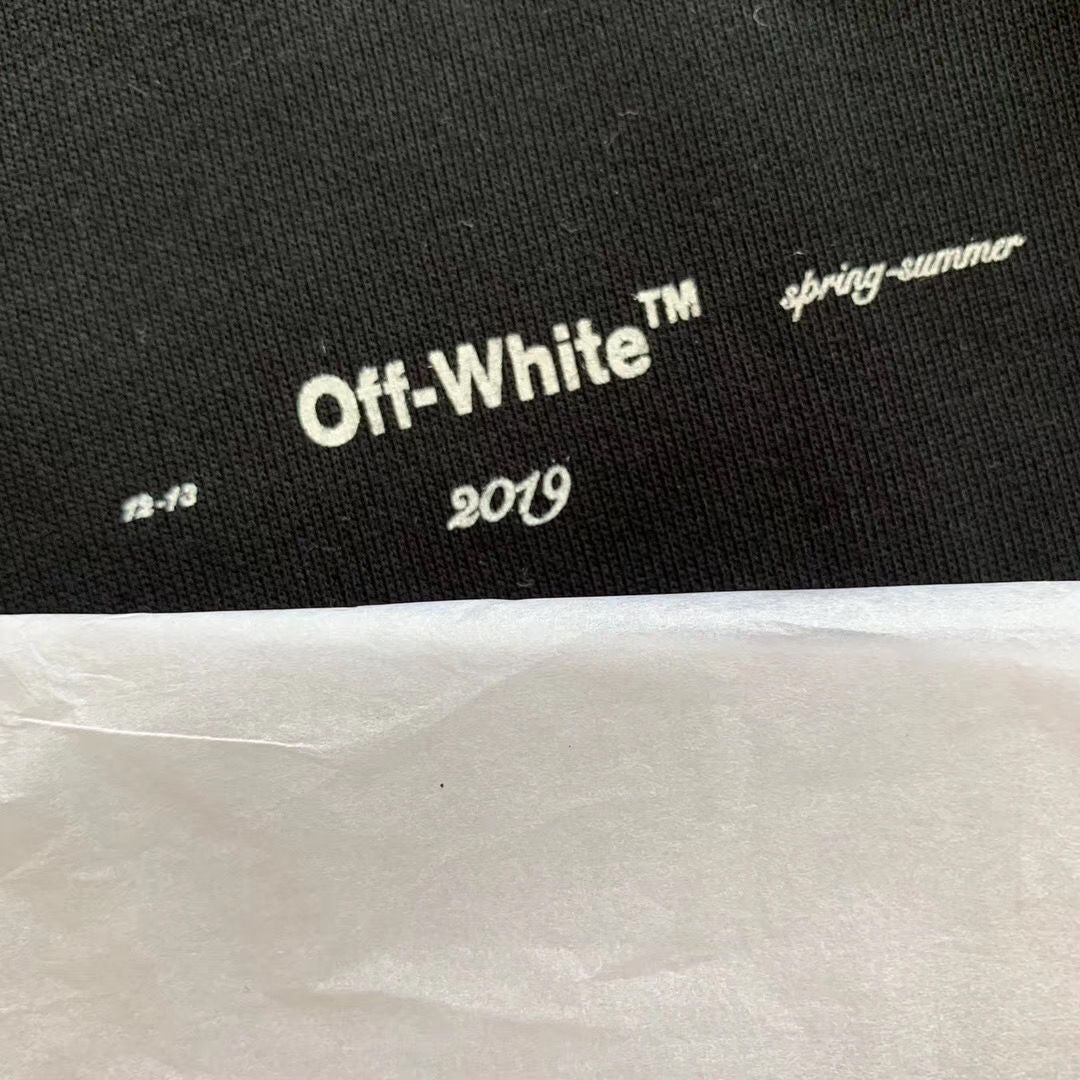 spring-summer
Off-White™
2019
12-13